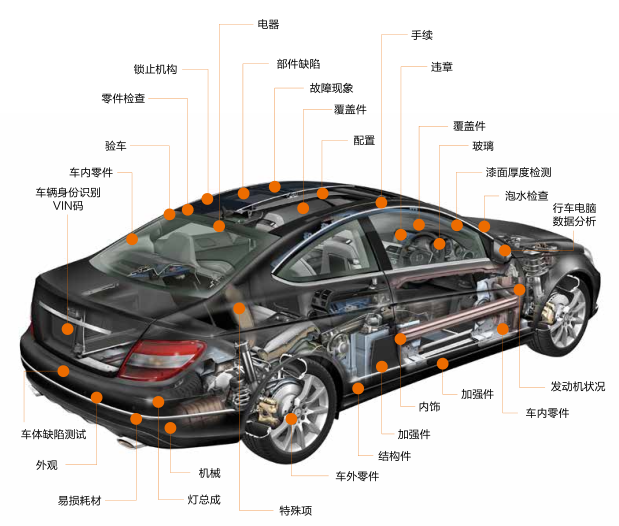 电器
手续
部件缺陷
违章
锁止机构
故障现象
零件检查
覆盖件
覆盖件
配置
验车
玻璃
车内零件
漆面厚度检测
车辆身份识别
VIN码
泡水检查
行车电脑
数据分析
发动机状况
加强件
内饰
车内零件
车体缺陷测试
加强件
结构件
外观
机械
车外零件
易损耗材
灯总成
特殊项